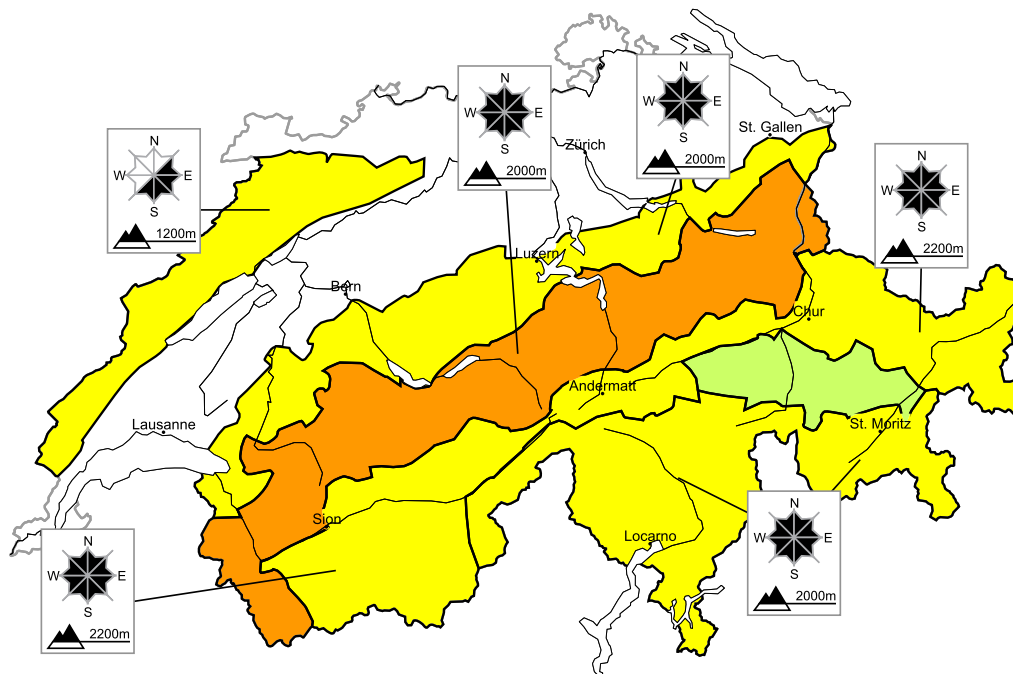 N
W E
S
2000m
N
W E
S
2000m
St. Gallen
Zürich
N
W E
S
1200m
N
W E
S
2200m
Luzern
Bern
Chur
Andermatt
Lausanne
St. Moritz
Sion
Locarno
N
W E
S
2000m
N
W E
S
2200m